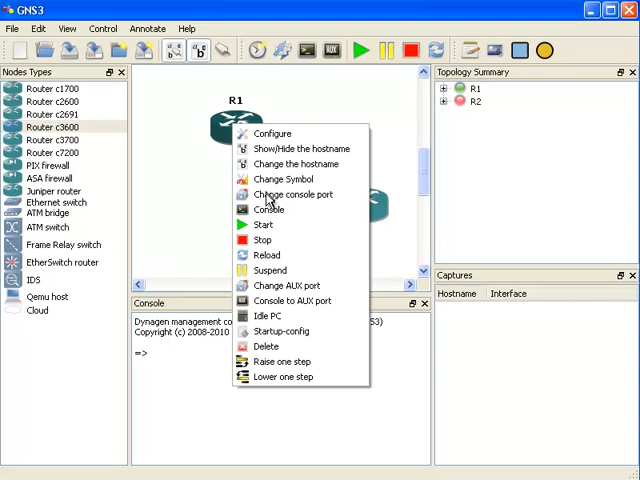 GNS3
File Edit View Control Annotate Help
Nodes Types
Router c1700
Router c2600
Router c2691
Router c3600
Router c3700
Router c7200
PIX firewall
ASA firewall
Juniper router
Ethernet switch
ATM bridge
ATM switch
Frame Relay switch
EtherSwitch router
IDS
Qemu host
Cloud
R1
Configure
Show/Hide the hostname
Change the hostname
Change Symbol
Change console port
Console
Start
Stop
Reload
Suspend
Change AUX port
Console to AUX port
Idle PC
Startup-config
Delete
Raise one step
Lower one step
Console
Dynagen management co
S3)
Copyright (c) 2008-2010
=>
Topology Summary
R1
R2
Captures
Hostname Interface
AUX